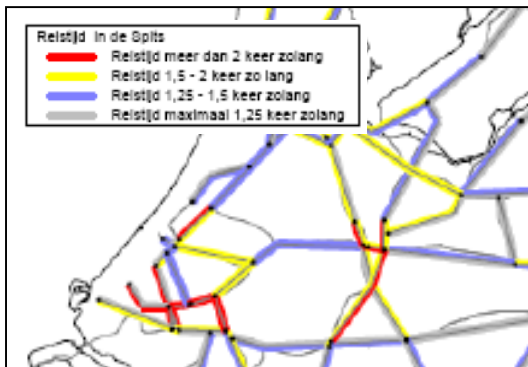 Reistijd in de Spits
Reistijd meer dan 2 keer zolang
Reistijd 1,5 - 2 keer zo lang
Reistijd 1,25 - 1,5 keer zolang
Reistijd maximaal 1,25 keer zolang